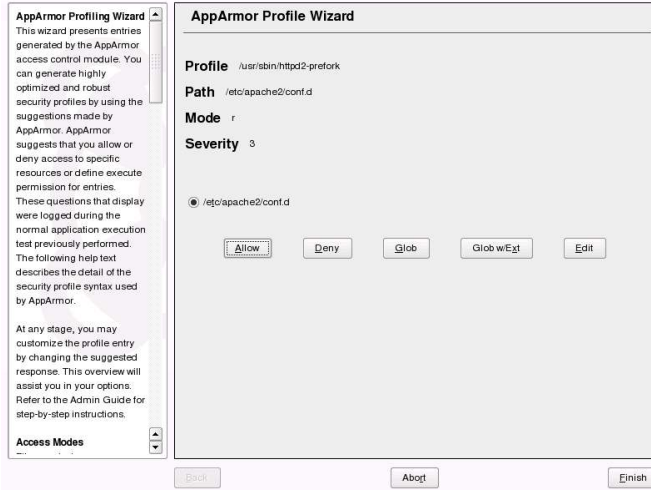 AppArmor Profiling Wizard
This wizard presents entries
generated by the AppArmor
access control module. You
can generate highly
optimized and robust
security profiles by using the
suggestions made by
AppArmor. AppArmor
suggests that you allow or
deny access to specific
resources or define execute
permission for entries.
These questions that display
were logged during the
normal application execution
test previously performed.
The following help text
describes the detail of the
security profile syntax used
by AppArmor.
At any stage, you may
customize the profile entry
by changing the suggested
response. This overview will
assist you in your options.
Refer to the Admin Guide for
step-by-step instructions.
Access Modes
AppArmor Profile Wizard
Profile /usr/sbin/httpd2-prefork
Path /etc/apache2/conf.d
Mode r
Severity 3
/etc/apache2/conf.d
Allow Deny Glob Glob w/Ext Edit
Back Abort Finish